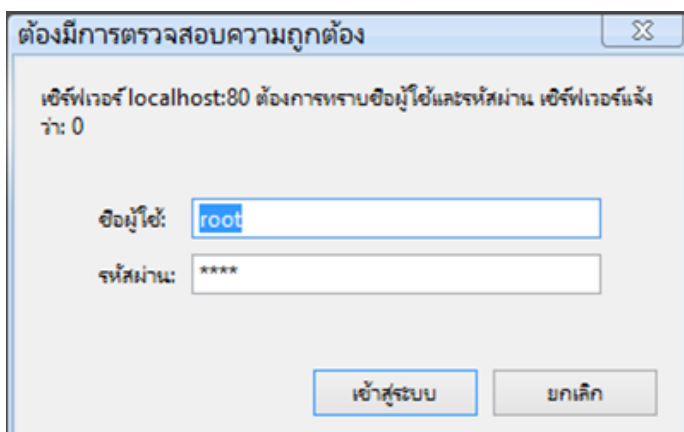 ต้องมีการตรวจสอบความถูกต้อง
เซิร์ฟเวอร์ localhost:80 ต้องการทราบชื่อผู้ใช้และรหัสผ่าน เซิร์ฟเวอร์แจ้ง
ว่า: 0
ชื่อผู้ใช้: root
รหัสผ่าน: ****
เข้าสู่ระบบ ยกเลิก